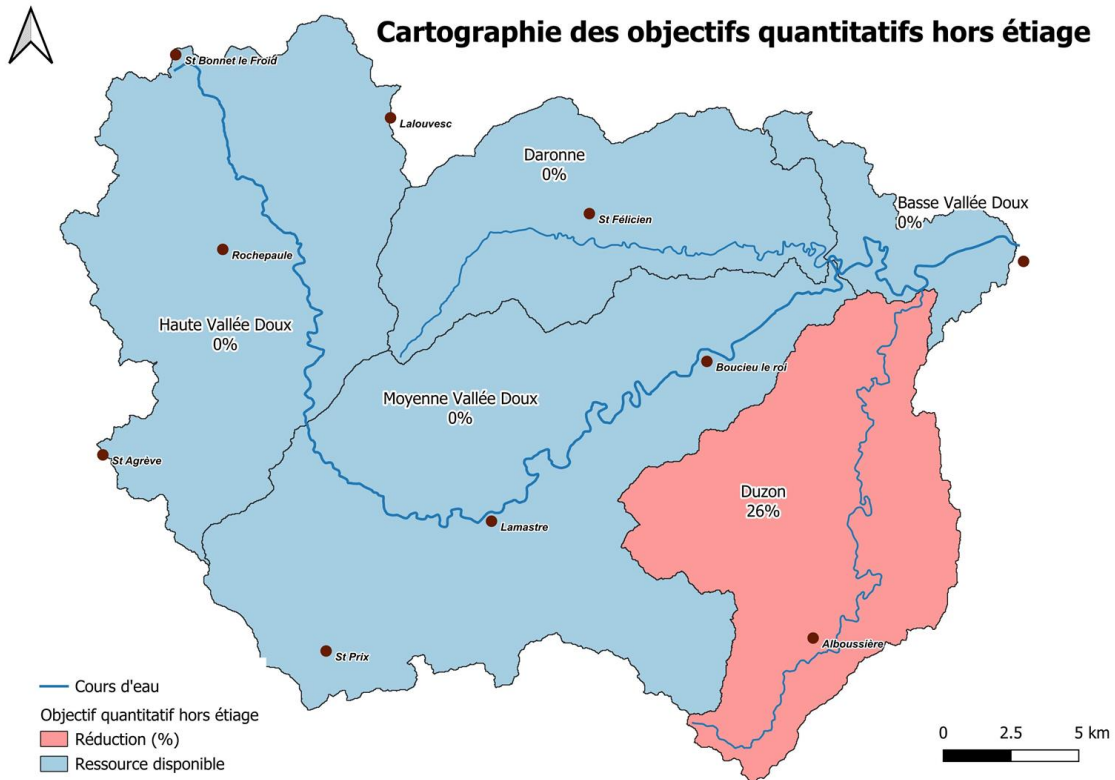 Cartographie des objectifs quantitatifs hors étiage
St Bonnet le Froid
Lalouvesc
Daronne
0%
St Félicien
Basse Vallée Doux
0%
Rochepaule
Haute Vallée Doux
0%
Boucieu le roi
Moyenne Vallée Doux
0%
St Agrève
Duzon
26%
Lamastre
Alboussière
St Prix
Cours d'eau
Objectif quantitatif hors étiage
Réduction (%)
Ressource disponible
0 2.5 5 km